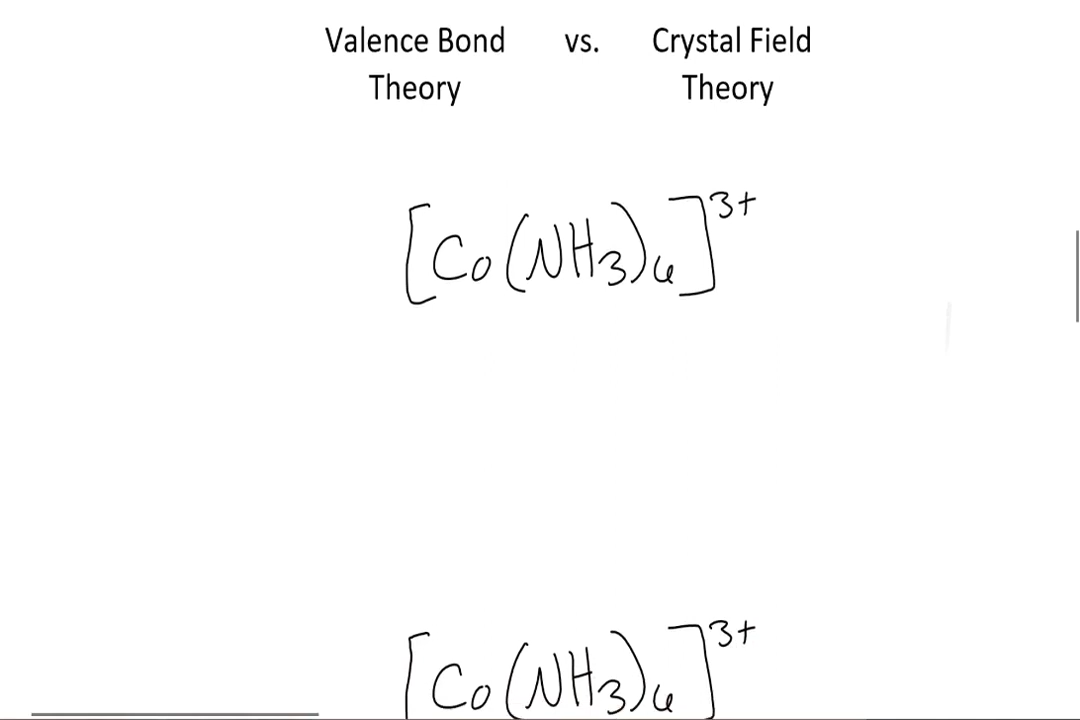 Valence Bond vs. Crystal Field
Theory Theory
[Co(NH3)6]3+
[Co(NH3)6]3+